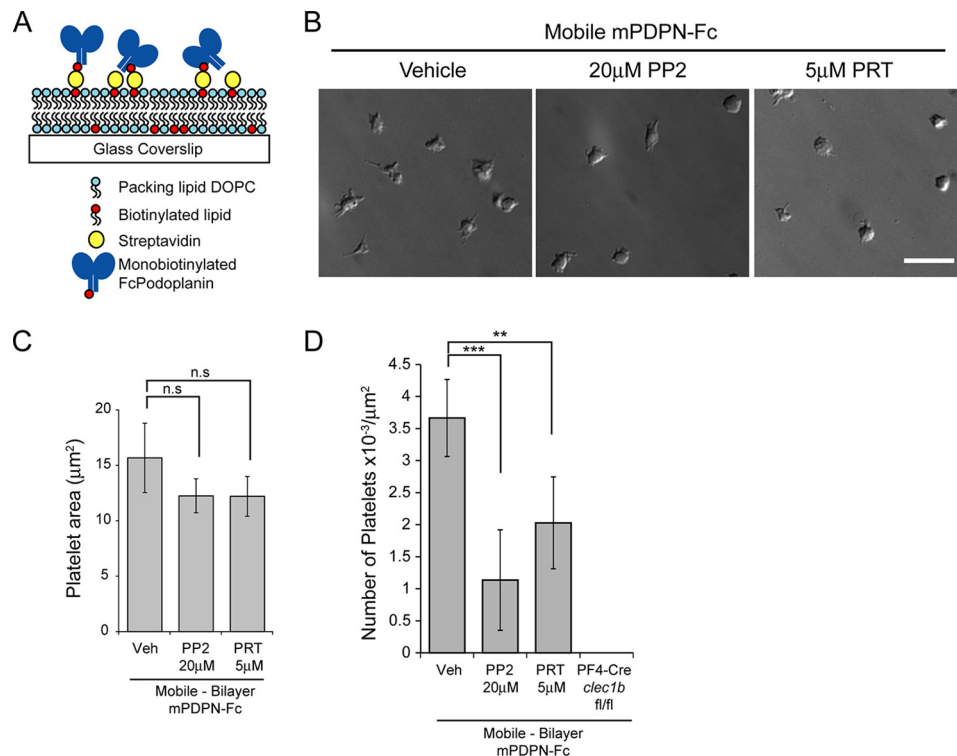 A
Glass Coverslip
Packing lipid DOPC
Biotinylated lipid
Streptavidin
Monobiotinylated
FcPodoplanin
B
Mobile mPDPN-Fc
Vehicle 20μM PP2 5μM PRT
C
n.s
n.s
Platelet area (μm²)
20
15
10
5
0
Veh PP2 PRT
20μM 5μM
Mobile - Bilayer
mPDPN-Fc
D
**
***
Number of Platelets x10⁻³/μm²
4.5
4
3.5
3
2.5
2
1.5
1
0.5
0
Veh PP2 PRT PF4-Cre
20μM 5μM clec1b
fl/fl
Mobile - Bilayer
mPDPN-Fc